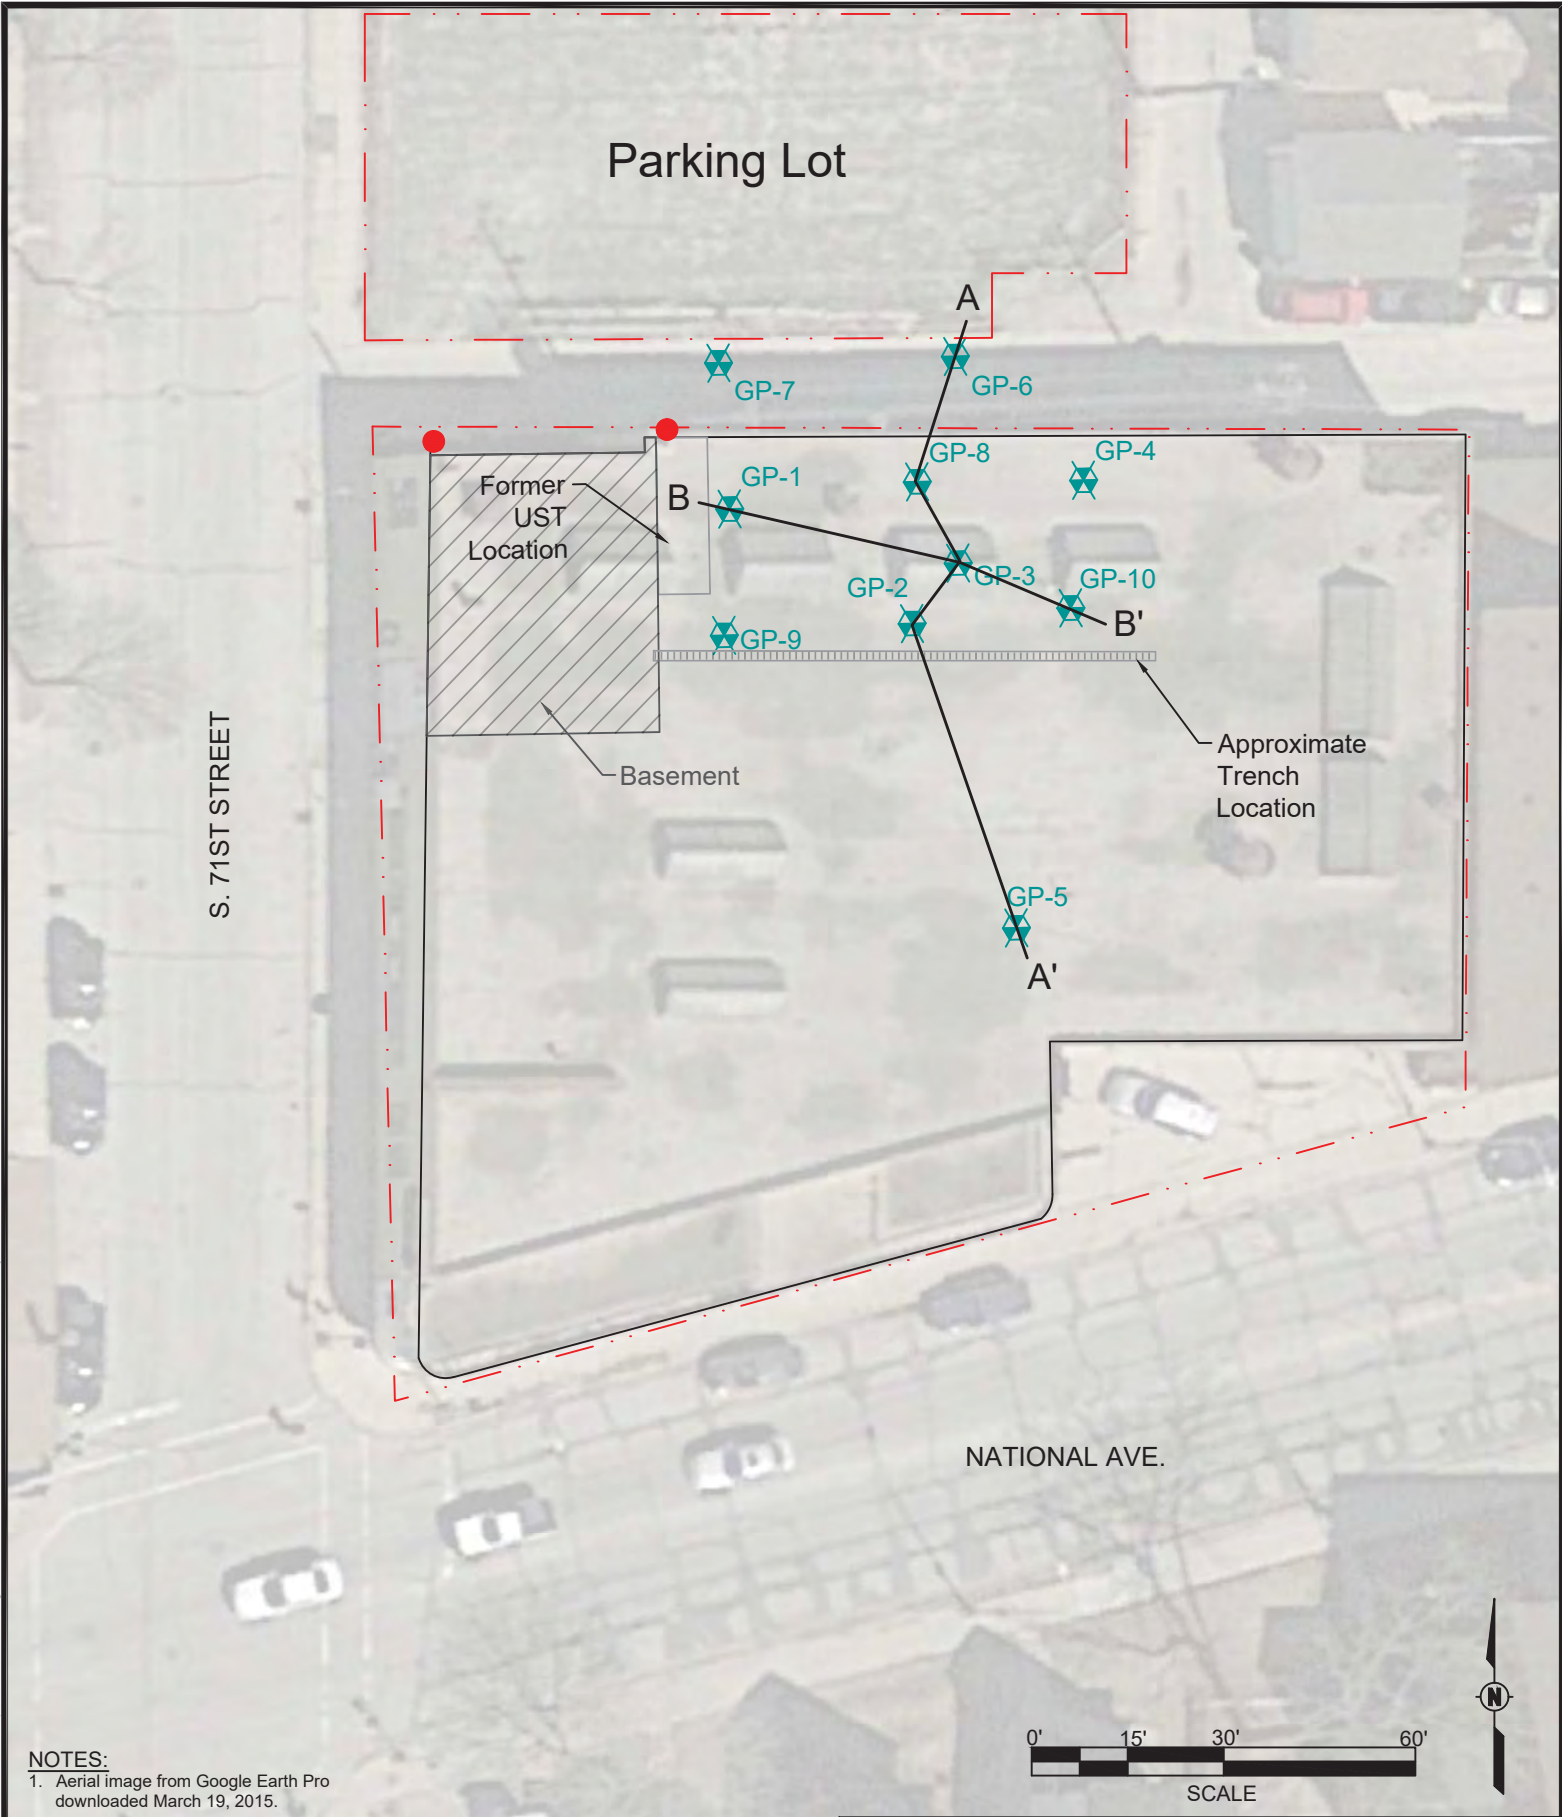 Parking Lot
A
GP-7
GP-6
GP-8
GP-4
GP-1
Former
UST
Location
B
GP-3
GP-10
GP-2
B'
GP-9
S. 71ST STREET
Approximate
Trench
Location
Basement
GP-5
A'
NATIONAL AVE.
N
0' 15' 30' 60'
SCALE
NOTES:
1. Aerial image from Google Earth Pro
downloaded March 19, 2015.